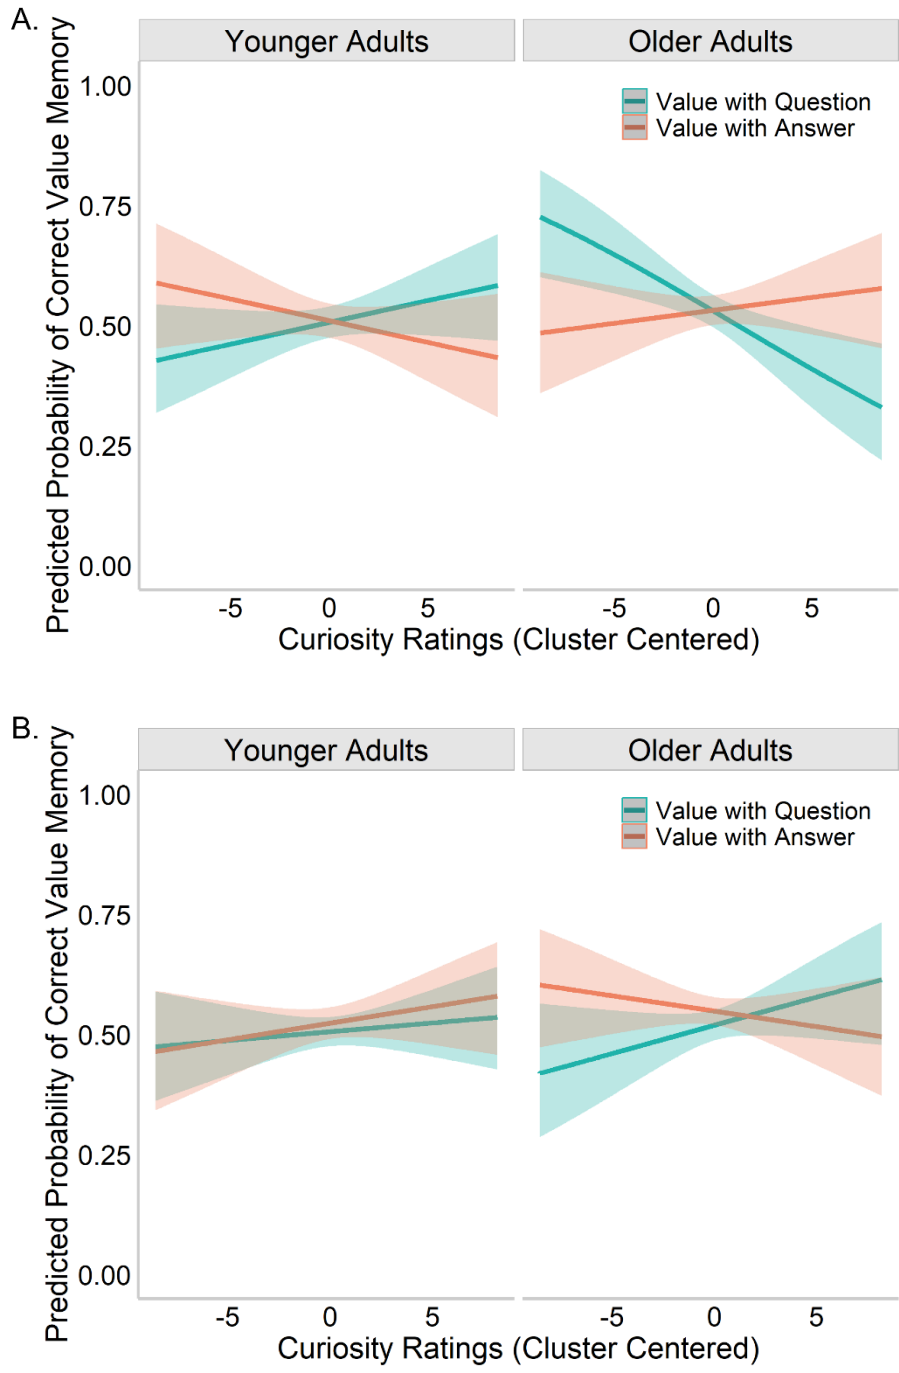 A.
Younger Adults
Older Adults
Predicted Probability of Correct Value Memory
1.00
0.75
0.50
0.25
0.00
Value with Question
Value with Answer
-5 0 5
-5 0 5
Curiosity Ratings (Cluster Centered)
B.
Younger Adults
Older Adults
Predicted Probability of Correct Value Memory
1.00
0.75
0.50
0.25
0.00
Value with Question
Value with Answer
-5 0 5
-5 0 5
Curiosity Ratings (Cluster Centered)